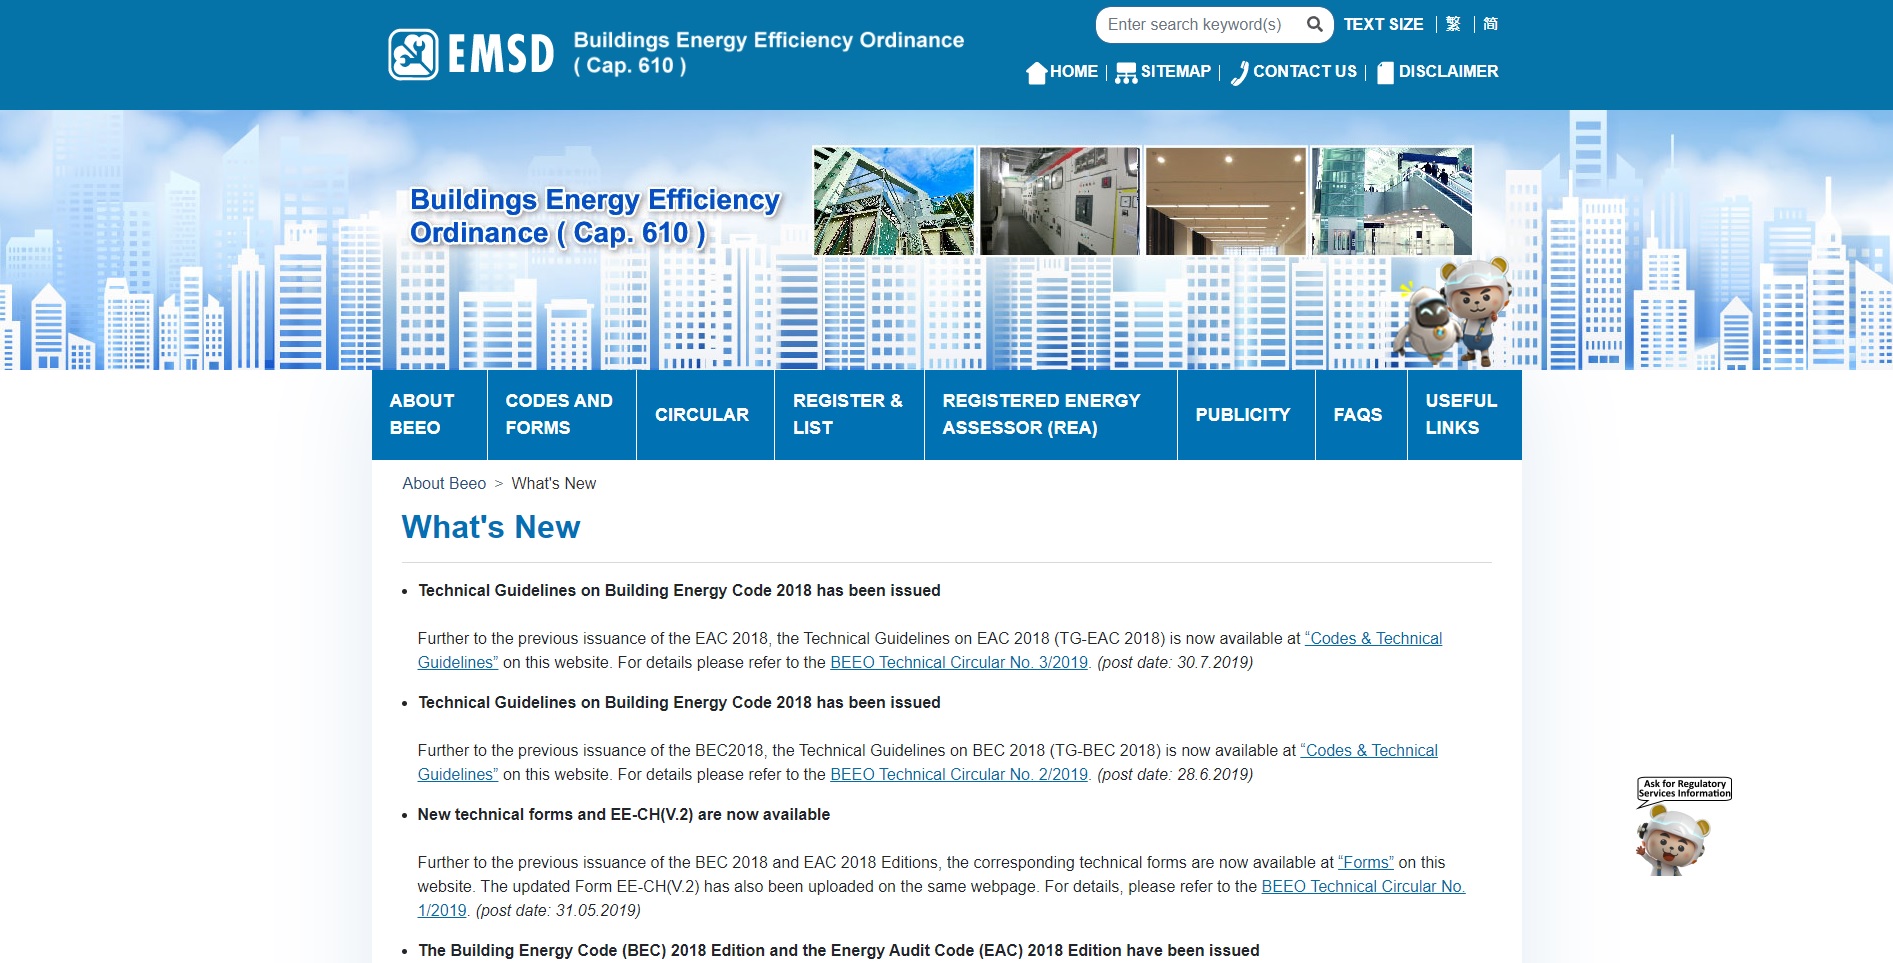 EMSD
Buildings Energy Efficiency Ordinance
( Cap. 610 )
Enter search keyword(s)
TEXT SIZE | 繁 | 简
HOME | SITEMAP | CONTACT US | DISCLAIMER
Buildings Energy Efficiency
Ordinance ( Cap. 610 )
ABOUT BEEO
CODES AND FORMS
CIRCULAR
REGISTER & LIST
REGISTERED ENERGY ASSESSOR (REA)
PUBLICITY
FAQS
USEFUL LINKS
About Beeo > What's New
What's New
• Technical Guidelines on Building Energy Code 2018 has been issued
Further to the previous issuance of the EAC 2018, the Technical Guidelines on EAC 2018 (TG-EAC 2018) is now available at “Codes & Technical
Guidelines” on this website. For details please refer to the BEEO Technical Circular No. 3/2019. (post date: 30.7.2019)
• Technical Guidelines on Building Energy Code 2018 has been issued
Further to the previous issuance of the BEC2018, the Technical Guidelines on BEC 2018 (TG-BEC 2018) is now available at “Codes & Technical
Guidelines” on this website. For details please refer to the BEEO Technical Circular No. 2/2019. (post date: 28.6.2019)
• New technical forms and EE-CH(V.2) are now available
Further to the previous issuance of the BEC 2018 and EAC 2018 Editions, the corresponding technical forms are now available at “Forms” on this
website. The updated Form EE-CH(V.2) has also been uploaded on the same webpage. For details, please refer to the BEEO Technical Circular No.
1/2019. (post date: 31.05.2019)
• The Building Energy Code (BEC) 2018 Edition and the Energy Audit Code (EAC) 2018 Edition have been issued
Ask for Regulatory
Services Information